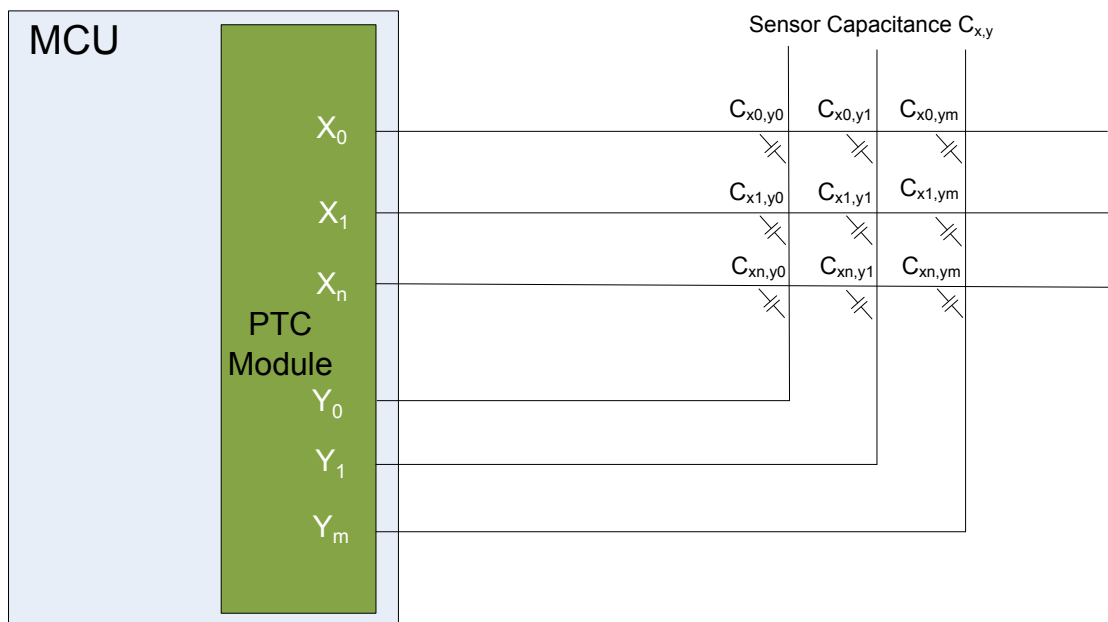 MCU
Sensor Capacitance Cx,y
X0
X1
Xn
PTC
Module
Y0
Y1
Ym
Cx0,y0 Cx0,y1 Cx0,ym
Cx1,y0 Cx1,y1 Cx1,ym
Cxn,y0 Cxn,y1 Cxn,ym